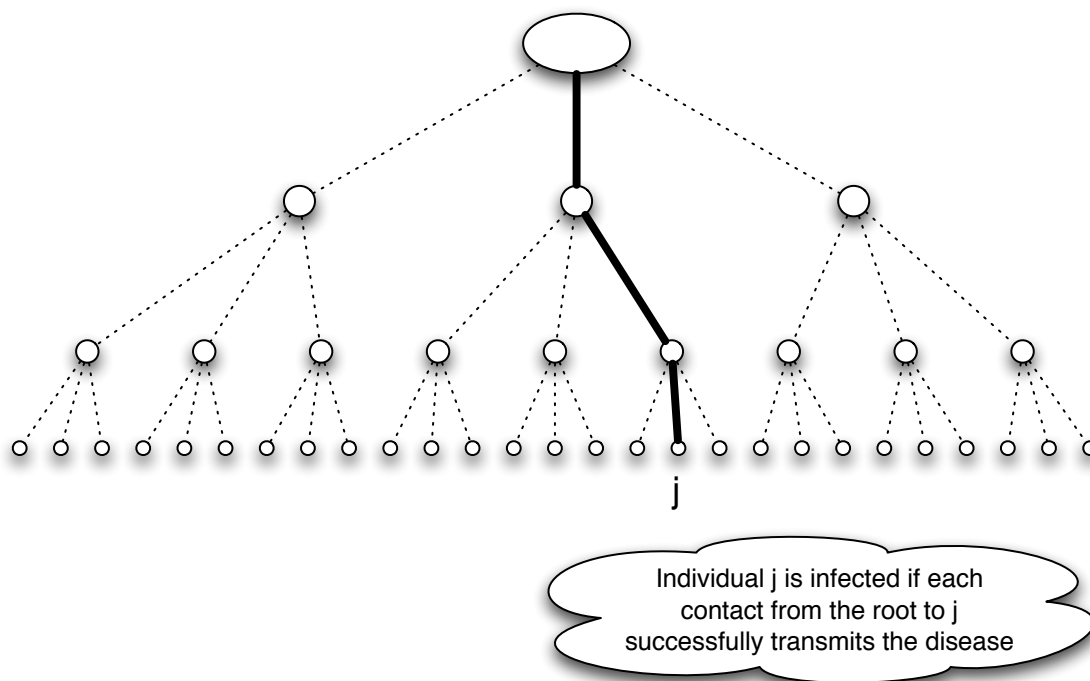 j
Individual j is infected if each
contact from the root to j
successfully transmits the disease